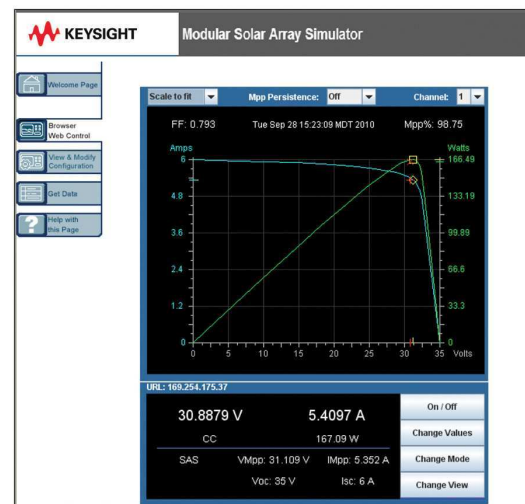 KEYSIGHT
Modular Solar Array Simulator
Welcome Page
Browser
Web Control
View & Modify
Configuration
Get Data
Help with
this Page
Scale to fit
Mpp Persistence: Off
Channel: 1
FF: 0.793
Tue Sep 28 15:23:09 MDT 2010
Mpp%: 98.75
Amps
Watts
6
166.49
4.8
133.19
3.6
99.89
2.4
66.6
1.2
33.3
0
0
0 5 10 15 20 25 30 35 Volts
URL: 169.254.175.37
30.8879 V
5.4097 A
CC
167.09 W
SAS
VMpp: 31.109 V
IMpp: 5.352 A
Voc: 35 V
Isc: 6 A
On / Off
Change Values
Change Mode
Change View